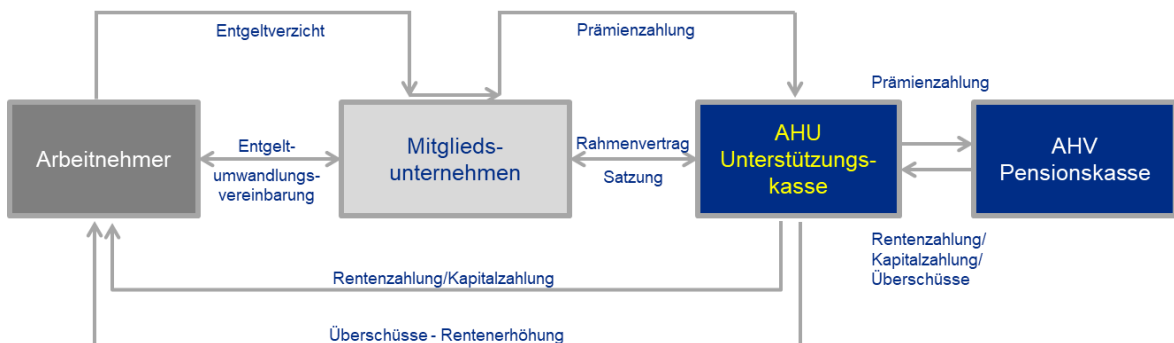 Entgeltverzicht
Prämienzahlung
Prämienzahlung
Arbeitnehmer
Entgelt-
umwandlungs-
vereinbarung
Mitglieds-
unternehmen
Rahmenvertrag
Satzung
AHU
Unterstützungs-
kasse
AHV
Pensionskasse
Rentenzahlung/
Kapitalzahlung/
Überschüsse
Rentenzahlung/Kapitalzahlung
Überschüsse - Rentenerhöhung